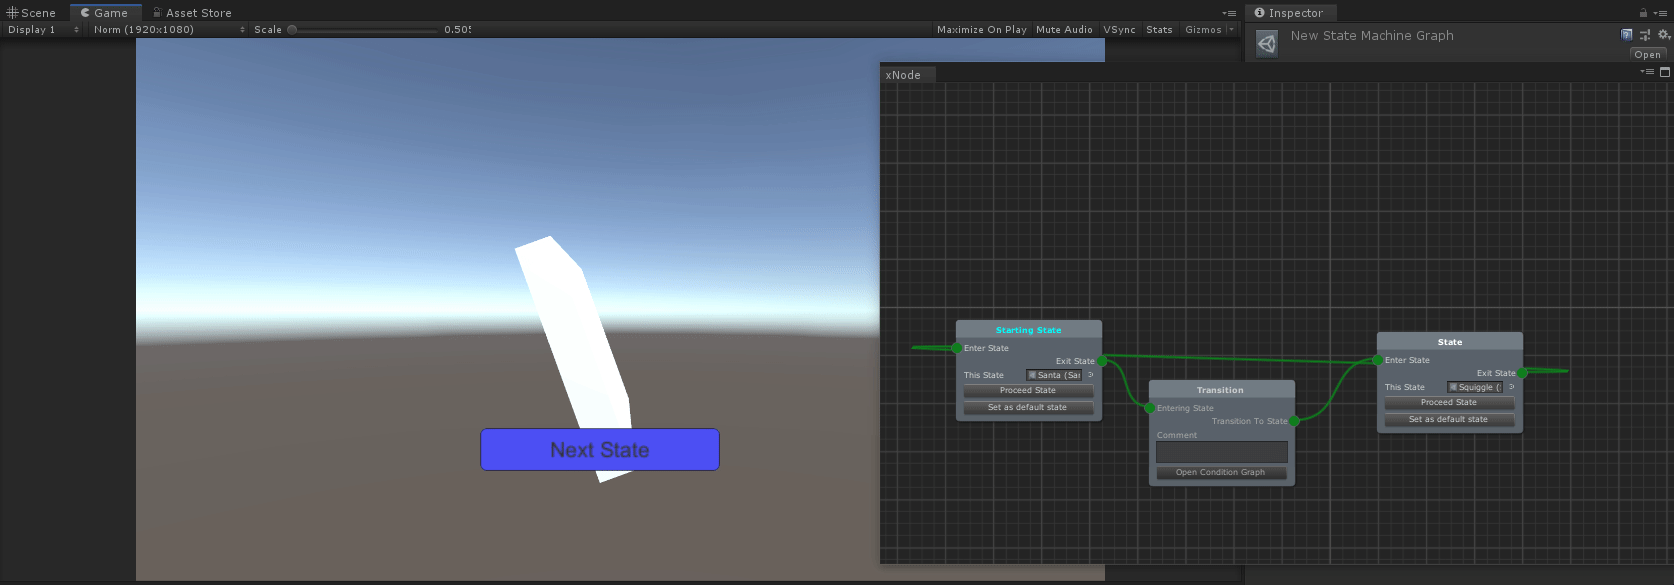 Scene Game Asset Store
Display 1 Norm (1920x1080) Scale 0.50 Maximize On Play Mute Audio VSync Stats Gizmos
Next State
Inspector
New State Machine Graph
Open
xNode
Starting State
Enter State
Exit State
This State Santa (Sar
Proceed State
Set as default state
Transition
Entering State
Transition To State
Comment
Open Condition Graph
State
Enter State
Exit State
This State Squiggle (
Proceed State
Set as default state